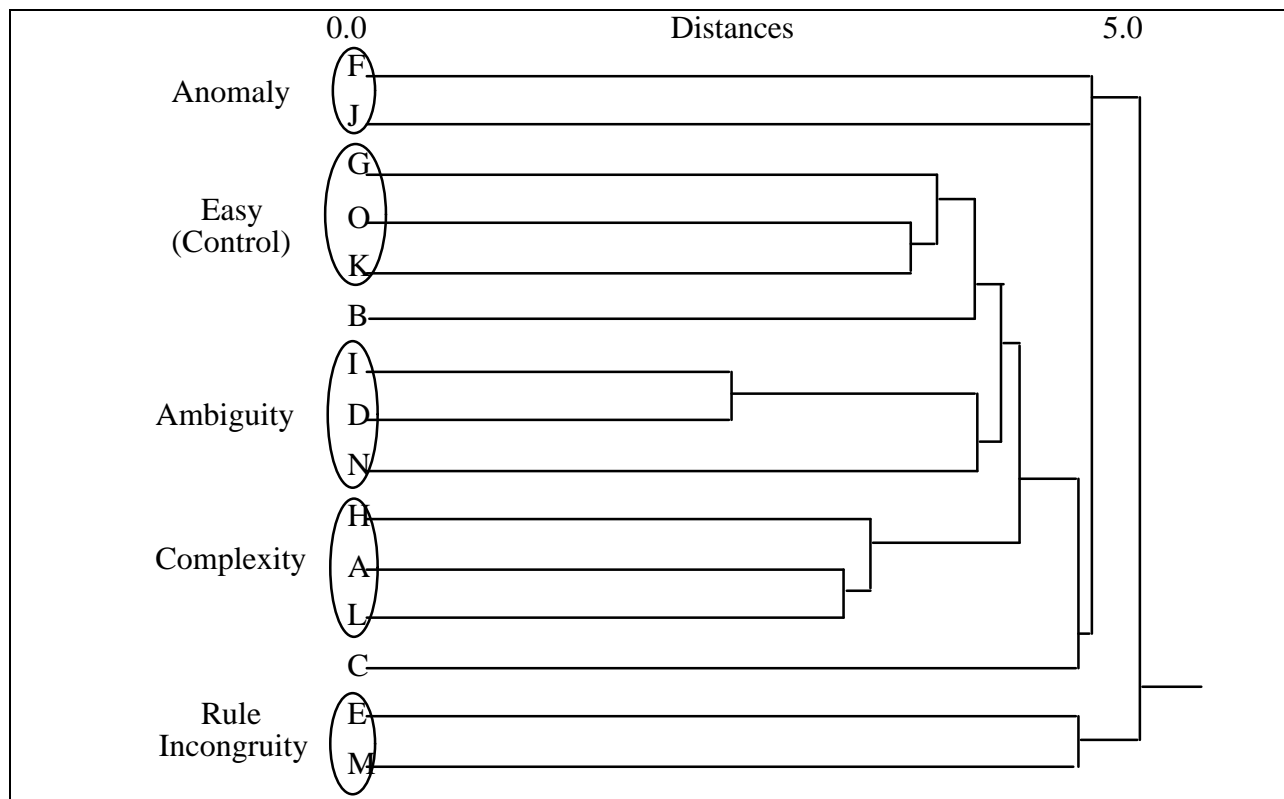 0.0 Distances 5.0
F
Anomaly
J
G
Easy
O
(Control)
K
B
I
Ambiguity
D
N
H
Complexity
A
L
C
E
Rule
Incongruity
M